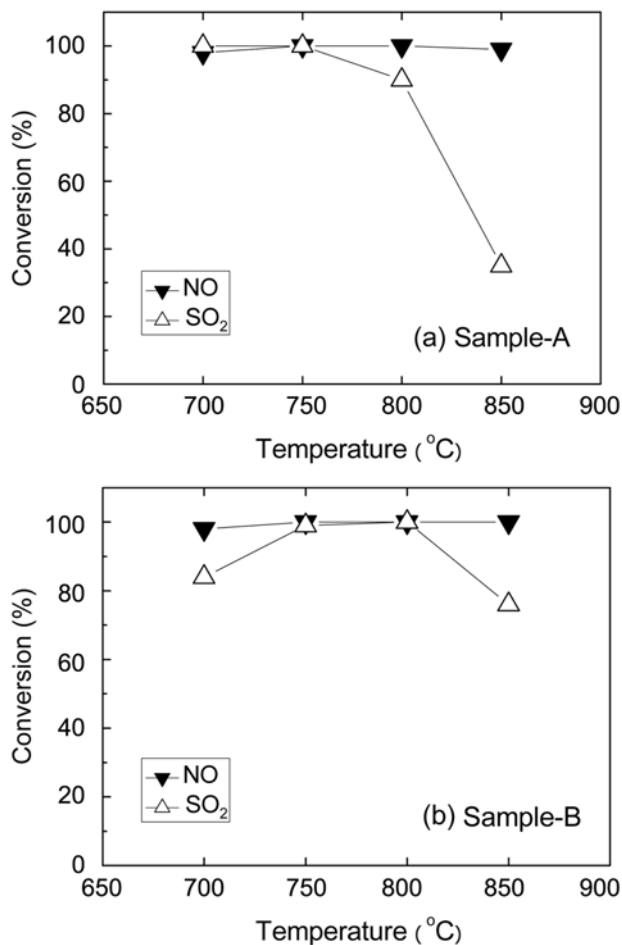 100
80
60
40
20
0
Conversion (%)
NO
SO₂
(a) Sample-A
650 700 750 800 850 900
Temperature (°C)
100
80
60
40
20
0
Conversion (%)
NO
SO₂
(b) Sample-B
650 700 750 800 850 900
Temperature (°C)